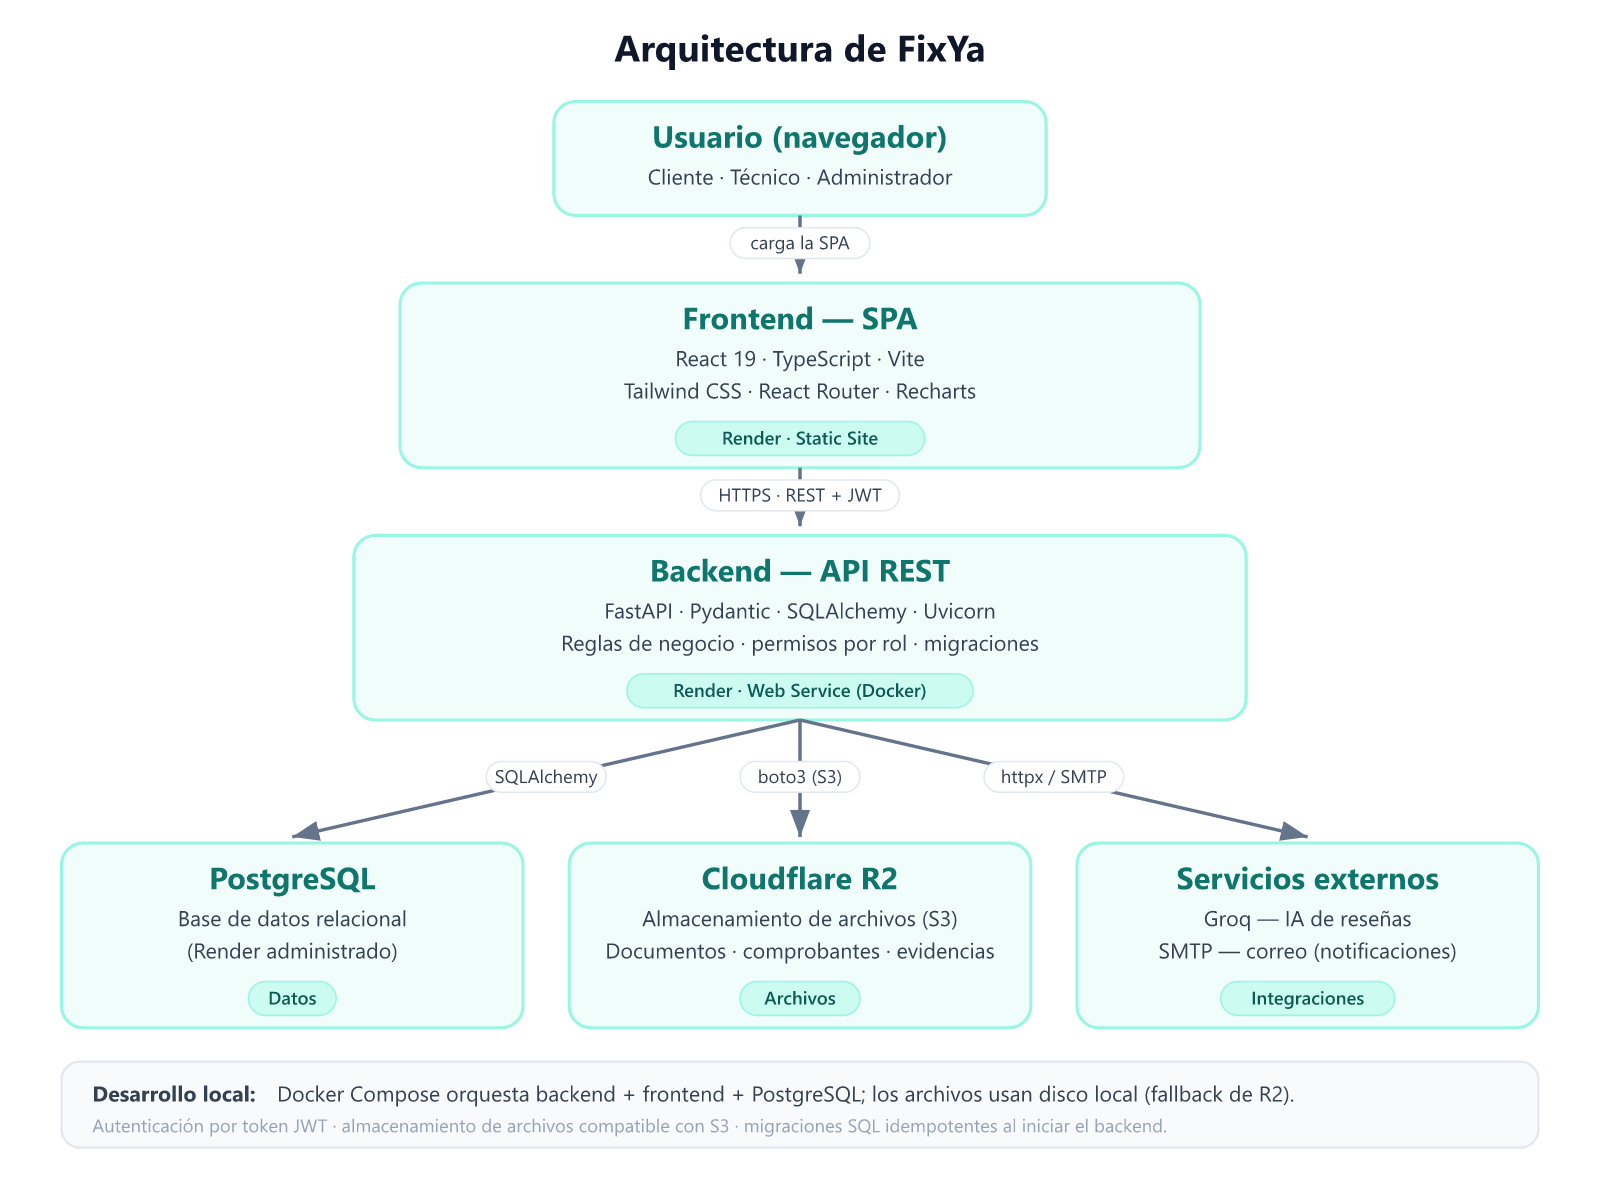 Arquitectura de FixYa
Usuario (navegador)
Cliente · Técnico · Administrador
carga la SPA
Frontend — SPA
React 19 · TypeScript · Vite
Tailwind CSS · React Router · Recharts
Render · Static Site
HTTPS · REST + JWT
Backend — API REST
FastAPI · Pydantic · SQLAlchemy · Uvicorn
Reglas de negocio · permisos por rol · migraciones
Render · Web Service (Docker)
SQLAlchemy
boto3 (S3)
httpx / SMTP
PostgreSQL
Base de datos relacional
(Render administrado)
Datos
Cloudflare R2
Almacenamiento de archivos (S3)
Documentos · comprobantes · evidencias
Archivos
Servicios externos
Groq — IA de reseñas
SMTP — correo (notificaciones)
Integraciones
Desarrollo local: Docker Compose orquesta backend + frontend + PostgreSQL; los archivos usan disco local (fallback de R2).
Autenticación por token JWT · almacenamiento de archivos compatible con S3 · migraciones SQL idempotentes al iniciar el backend.